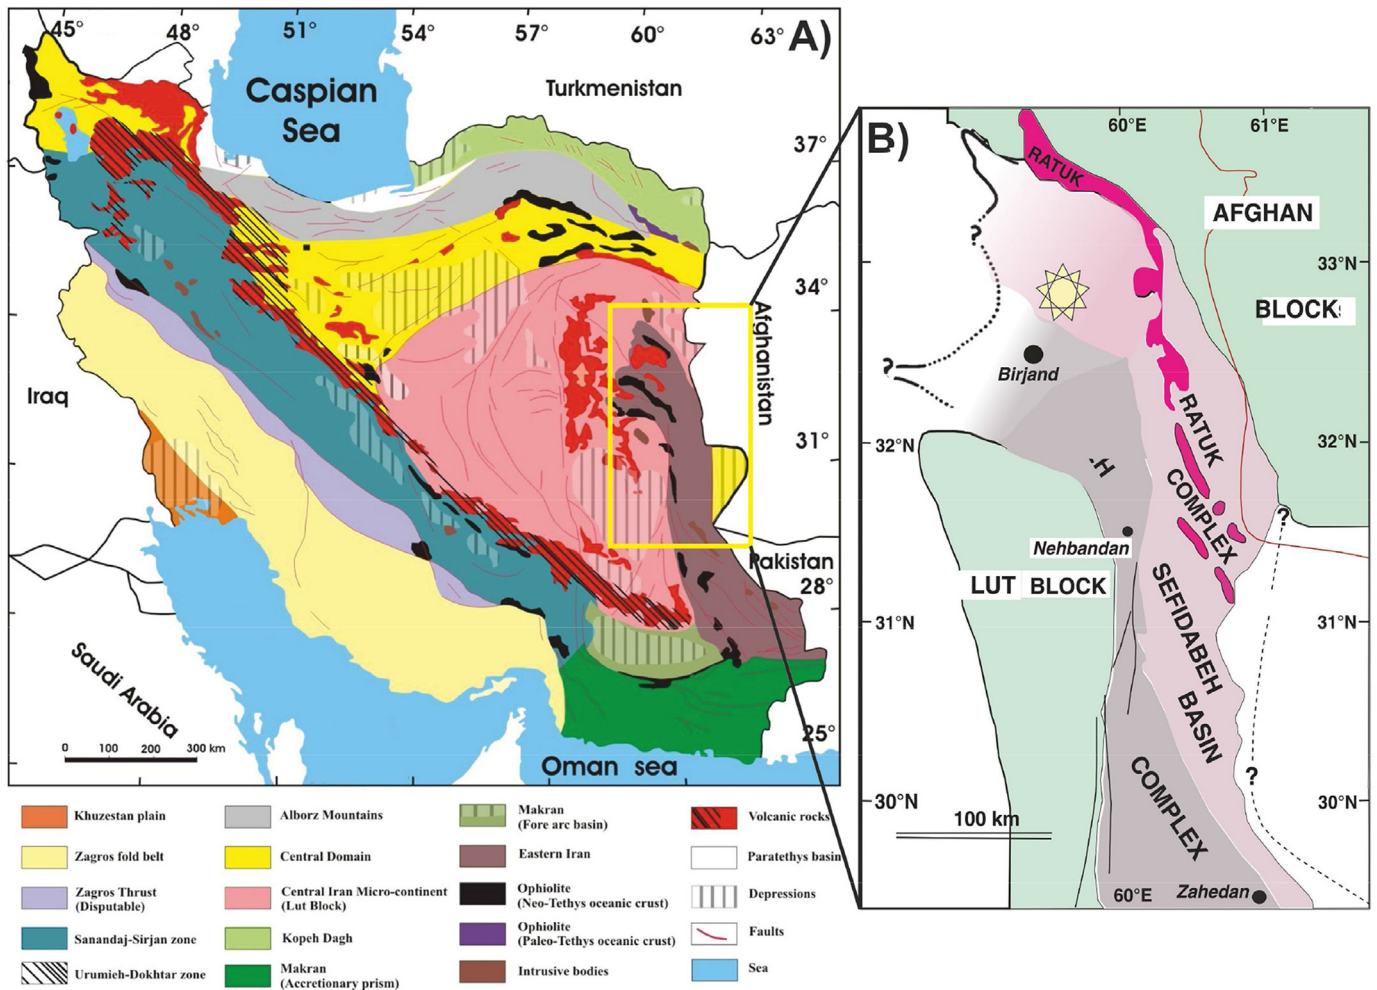 45°
48°
51°
54°
57°
60°
63°
A)
Caspian
Sea
Turkmenistan
37°
34°
Afghanistan
31°
Iraq
Pakistan
28°
Saudi Arabia
25°
0 100 200 300 km
Oman sea
Khuzestan plain
Zagros fold belt
Zagros Thrust
(Disputable)
Sanandaj-Sirjan zone
Urumieh-Dokhtar zone
Alborz Mountains
Central Domain
Central Iran Micro-continent
(Lut Block)
Kopeh Dagh
Makran
(Accretionary prism)
Makran
(Fore arc basin)
Eastern Iran
Ophiolite
(Neo-Tethys oceanic crust)
Ophiolite
(Paleo-Tethys oceanic crust)
Intrusive bodies
Volcanic rocks
Paratethys basin
Depressions
Faults
Sea
B)
60°E
61°E
RATUK
AFGHAN
?
33°N
33°N
BLOCK
Birjand
?
RATUK
32°N
32°N
H
COMPLEX
?
Nehbandan
LUT BLOCK
SEFIDABEH
31°N
31°N
BASIN
?
COMPLEX
30°N
30°N
100 km
60°E
Zahedan